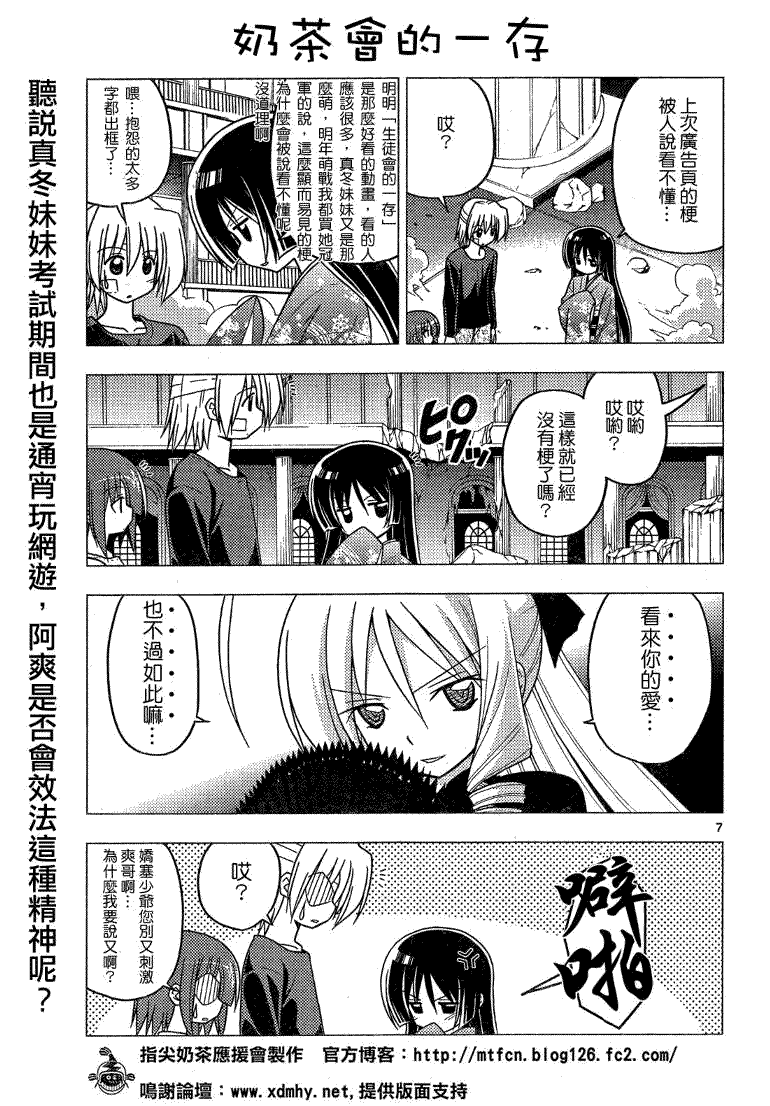 奶茶會的一存
聽説真冬妹妹考試期間也是通宵玩網遊，阿爽是否會效法這種精神呢？
上次廣告頁的梗
被人說看不懂…
哎？
明明「生徒會的一存」
是那麼好看的動畫，看的人
應該很多，真冬妹妹又是那
麼萌，明年萌戰我都買她冠
軍的說，這麼顯而易見的梗
為什麼會被說看不懂呢
沒道理啊
喂…抱怨的太多
字都出框了…
哎喲
哎喲？
這樣就已經
沒有梗了嗎？
ピクッ
看來你的愛…
也不過如此嘛…
7
噼
啪
哎？
嬌塞少爺您別又刺激
爽哥啊…
為什麼我要說又啊？
指尖奶茶應援會製作　官方博客：http://mtfcn.blog126.fc2.com/
鳴謝論壇：www.xdmhy.net,提供版面支持